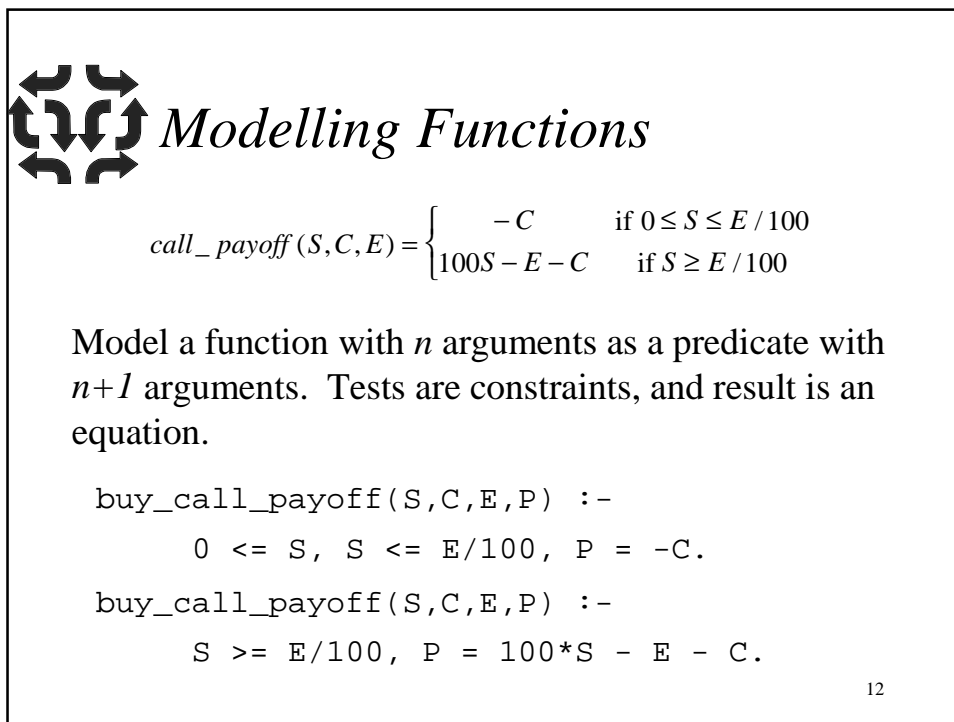 Modelling Functions
call_payoff(S,C,E) = { −C if 0 ≤ S ≤ E/100
100S − E − C if S ≥ E/100
Model a function with n arguments as a predicate with
n+1 arguments. Tests are constraints, and result is an
equation.
buy_call_payoff(S,C,E,P) :-
0 <= S, S <= E/100, P = -C.
buy_call_payoff(S,C,E,P) :-
S >= E/100, P = 100*S - E - C.
12